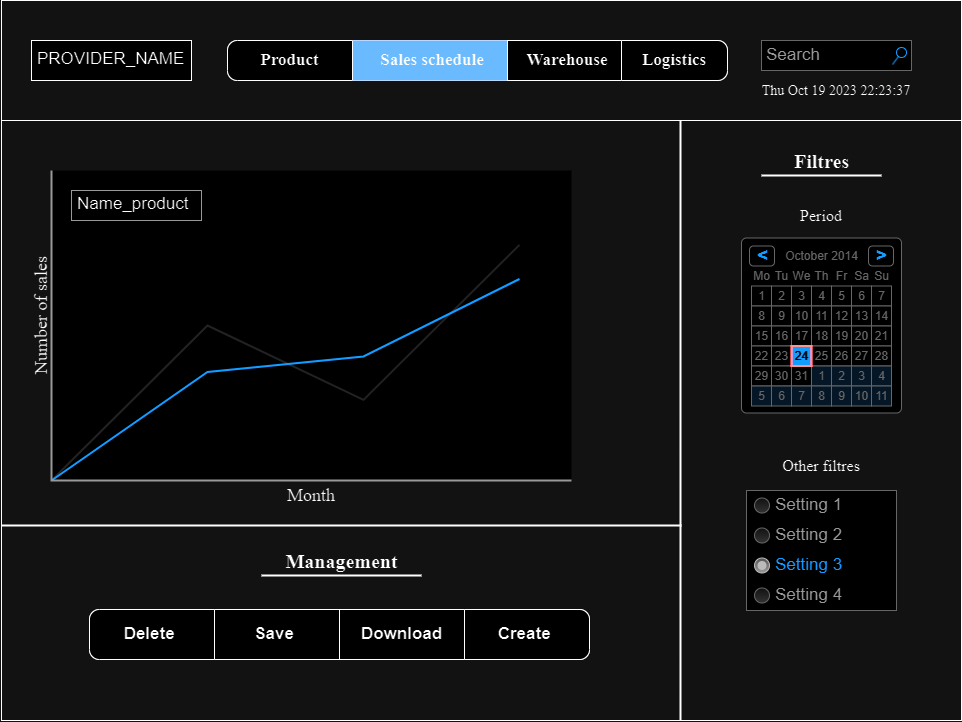 PROVIDER_NAME
Product Sales schedule Warehouse Logistics
Search
Thu Oct 19 2023 22:23:37
Name_product
Number of sales
Month
Filtres
Period
< October 2014 >
Mo Tu We Th Fr Sa Su
1 2 3 4 5 6 7
8 9 10 11 12 13 14
15 16 17 18 19 20 21
22 23 24 25 26 27 28
29 30 31 1 2 3 4
5 6 7 8 9 10 11
Other filtres
Setting 1
Setting 2
Setting 3
Setting 4
Management
Delete Save Download Create